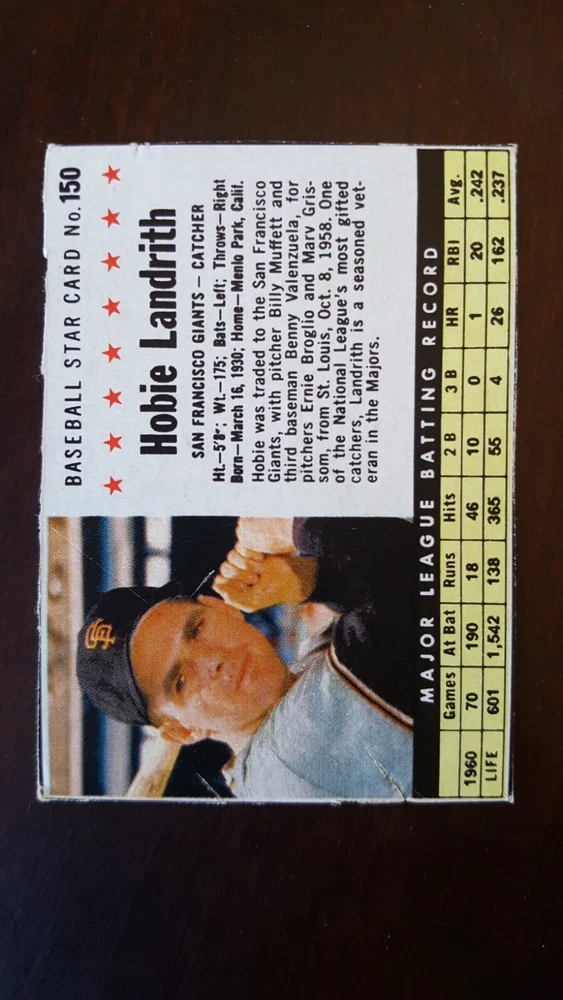 SF
BASEBALL STAR CARD No. 150
Hobie Landrith
SAN FRANCISCO GIANTS — CATCHER
Ht.—5'8"; Wt.—175; Bats—Left; Throws—Right
Born—March 16, 1930; Home—Menlo Park, Calif.
Hobie was traded to the San Francisco
Giants, with pitcher Billy Muffett and
third baseman Benny Valenzuela, for
pitchers Ernie Broglio and Marv Gris-
som, from St. Louis, Oct. 8, 1958. One
of the National League's most gifted
catchers, Landrith is a seasoned vet-
eran in the Majors.
MAJOR LEAGUE BATTING RECORD
Games At Bat Runs Hits 2 B 3 B HR RBI Avg.
1960 70 190 18 46 10 0 1 20 .242
LIFE 601 1,542 138 365 55 4 26 162 .237